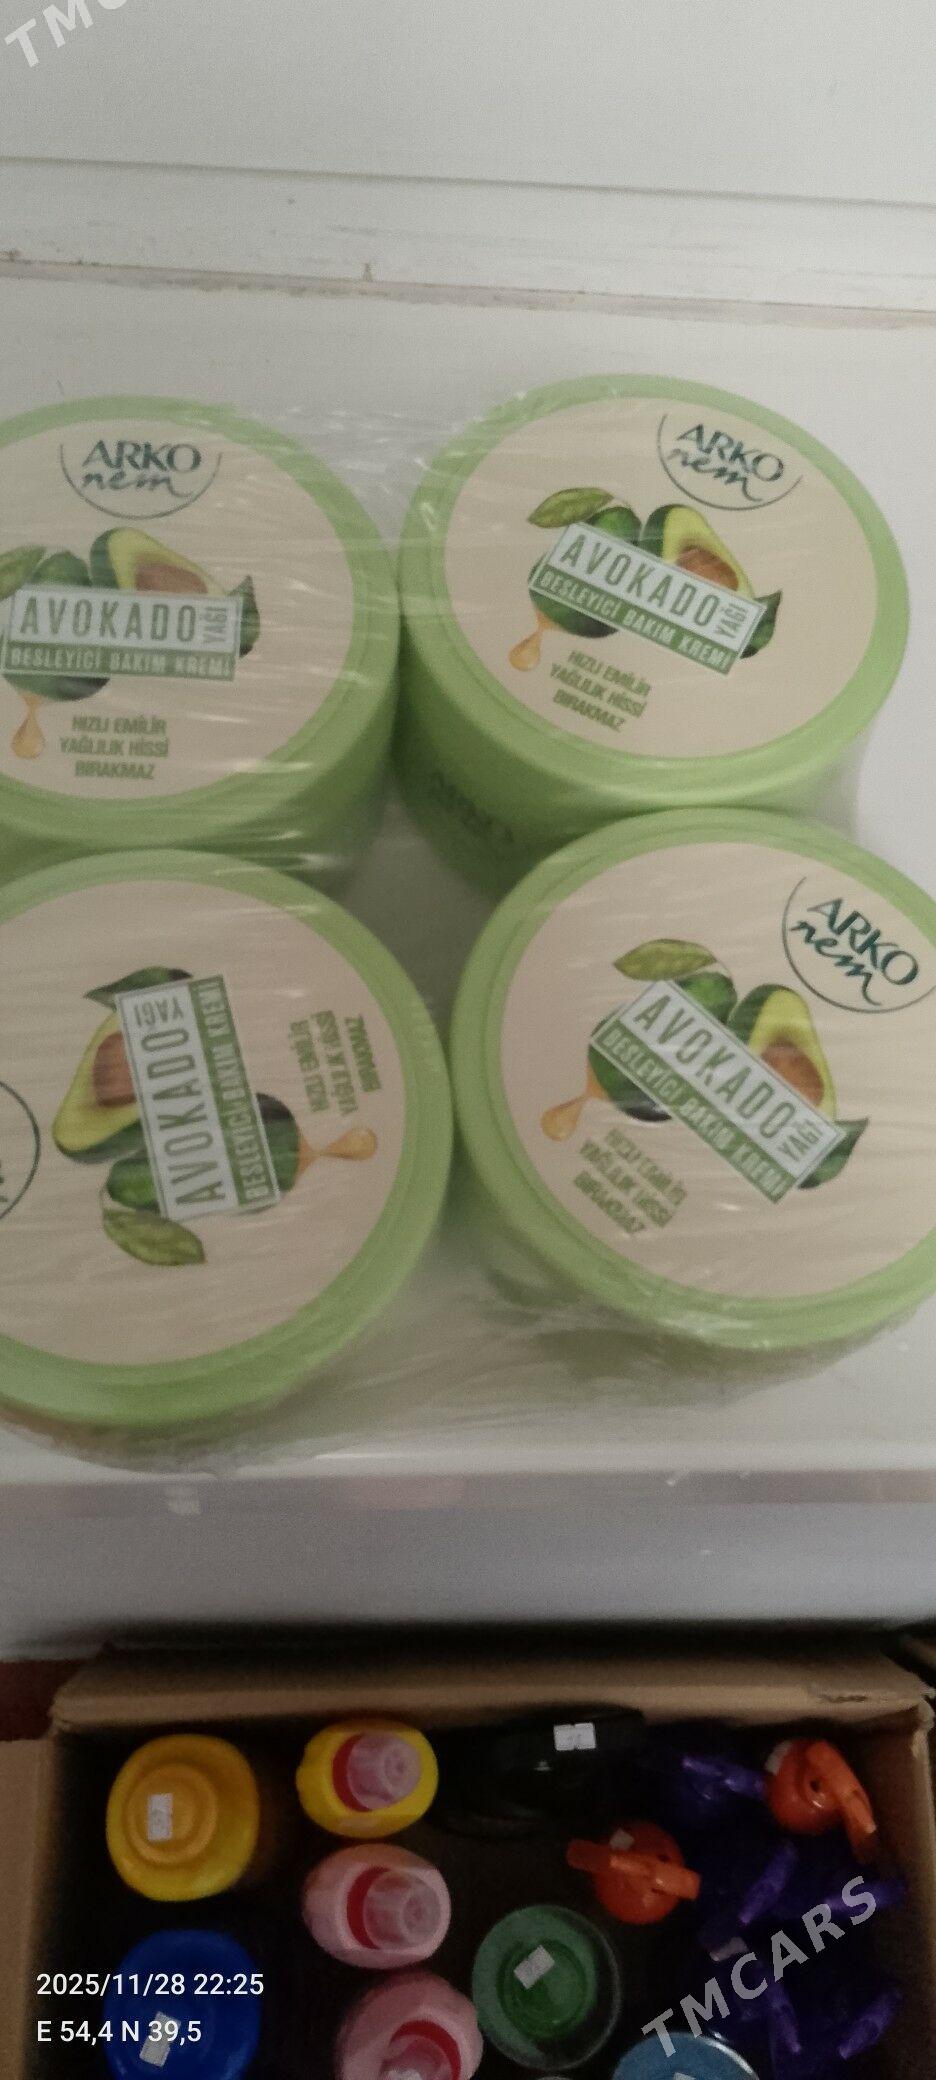 TMC
ARKO
nem
AVOKADO
YAĞI
BESLEYİCİ BAKIM KREMİ
HIZLI EMİLİR
YAĞLILIK HİSSİ
BIRAKMAZ
ARKO
nem
AVOKADO
YAĞI
BESLEYİCİ BAKIM KREMİ
HIZLI EMİLİR
YAĞLILIK HİSSİ
BIRAKMAZ
ARKO
AVOKADO
YAĞI
BESLEYİCİ BAKIM KREMİ
HIZLI EMİLİR
YAĞLILIK HİSSİ
BIRAKMAZ
ARKO
nem
AVOKADO
YAĞI
BESLEYİCİ BAKIM KREMİ
HIZLI EMİLİR
YAĞLILIK HİSSİ
BIRAKMAZ
2025/11/28 22:25
E 54,4 N 39,5
TMCARS